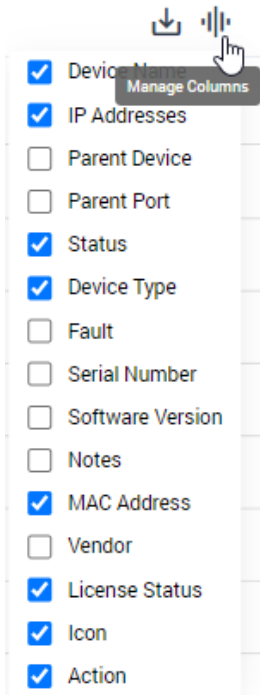 Device Name
Manage Columns
IP Addresses
Parent Device
Parent Port
Status
Device Type
Fault
Serial Number
Software Version
Notes
MAC Address
Vendor
License Status
Icon
Action